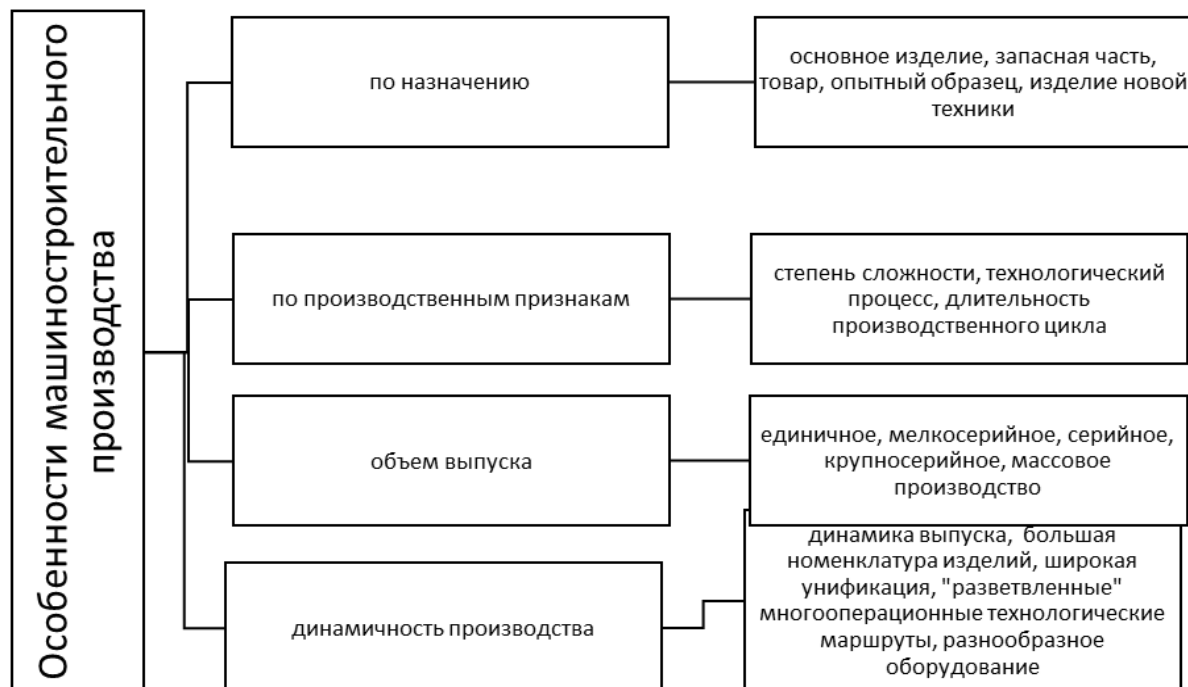 Особенности машиностроительного
производства
по назначению
основное изделие, запасная часть,
товар, опытный образец, изделие новой
техники
по производственным признакам
степень сложности, технологический
процесс, длительность
производственного цикла
объем выпуска
единичное, мелкосерийное, серийное,
крупносерийное, массовое
производство
динамичность производства
динамика выпуска, большая
номенклатура изделий, широкая
унификация, "разветвленные"
многооперационные технологические
маршруты, разнообразное
оборудование